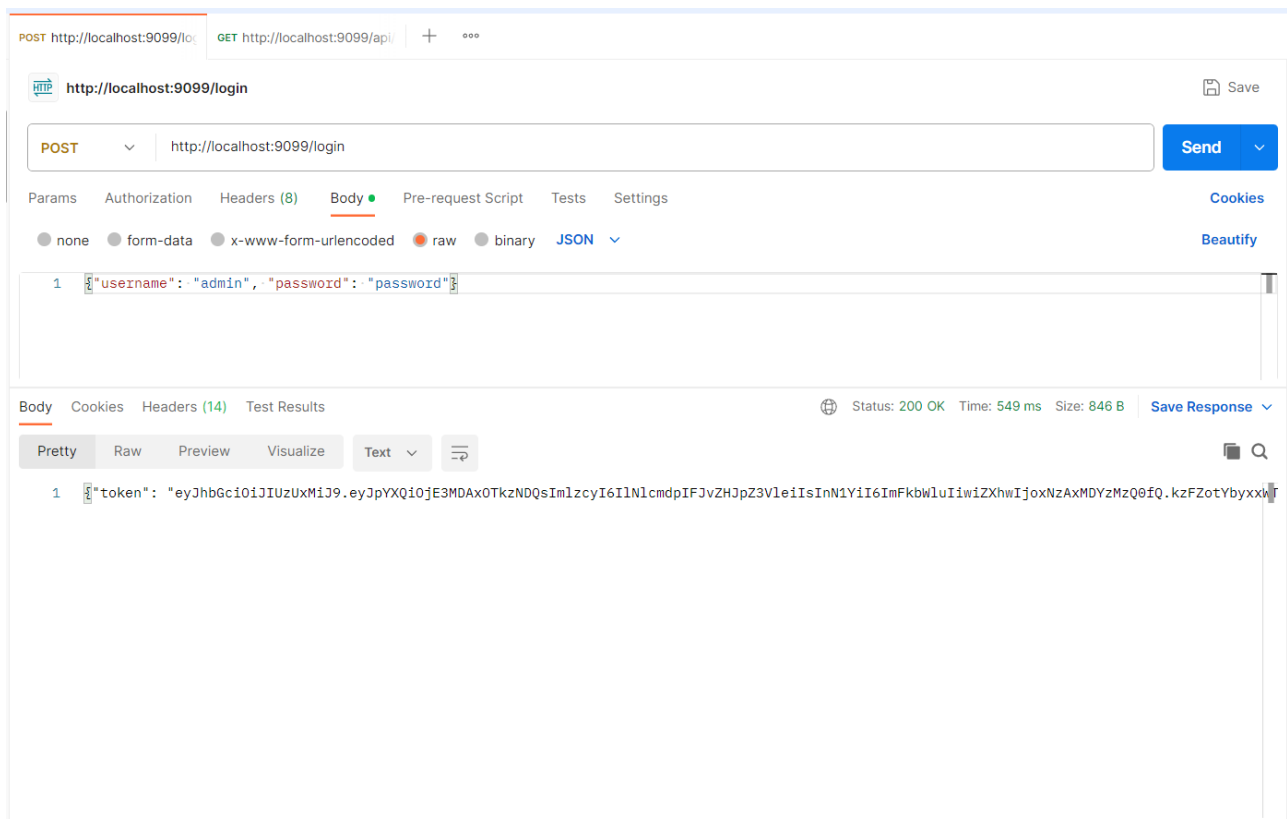 POST http://localhost:9099/log GET http://localhost:9099/api/
HTTP http://localhost:9099/login Save
POST http://localhost:9099/login Send
Params Authorization Headers (8) Body Pre-request Script Tests Settings Cookies
none form-data x-www-form-urlencoded raw binary JSON Beautify
1 {"username": "admin", "password": "password"}
Body Cookies Headers (14) Test Results Status: 200 OK Time: 549 ms Size: 846 B Save Response
Pretty Raw Preview Visualize Text
1 {"token": "eyJhbGciOiJIUzUxMiJ9.eyJpYXQiOjE3MDAxOTkzNDQsImlzcyI6IlNlcmdpIFJvZHJpZ3VleiIsInN1YiI6ImFkbWluIiwiZXhwIjoxNzAxMDYzMzQ0fQ.kzFZotYbyxxWT